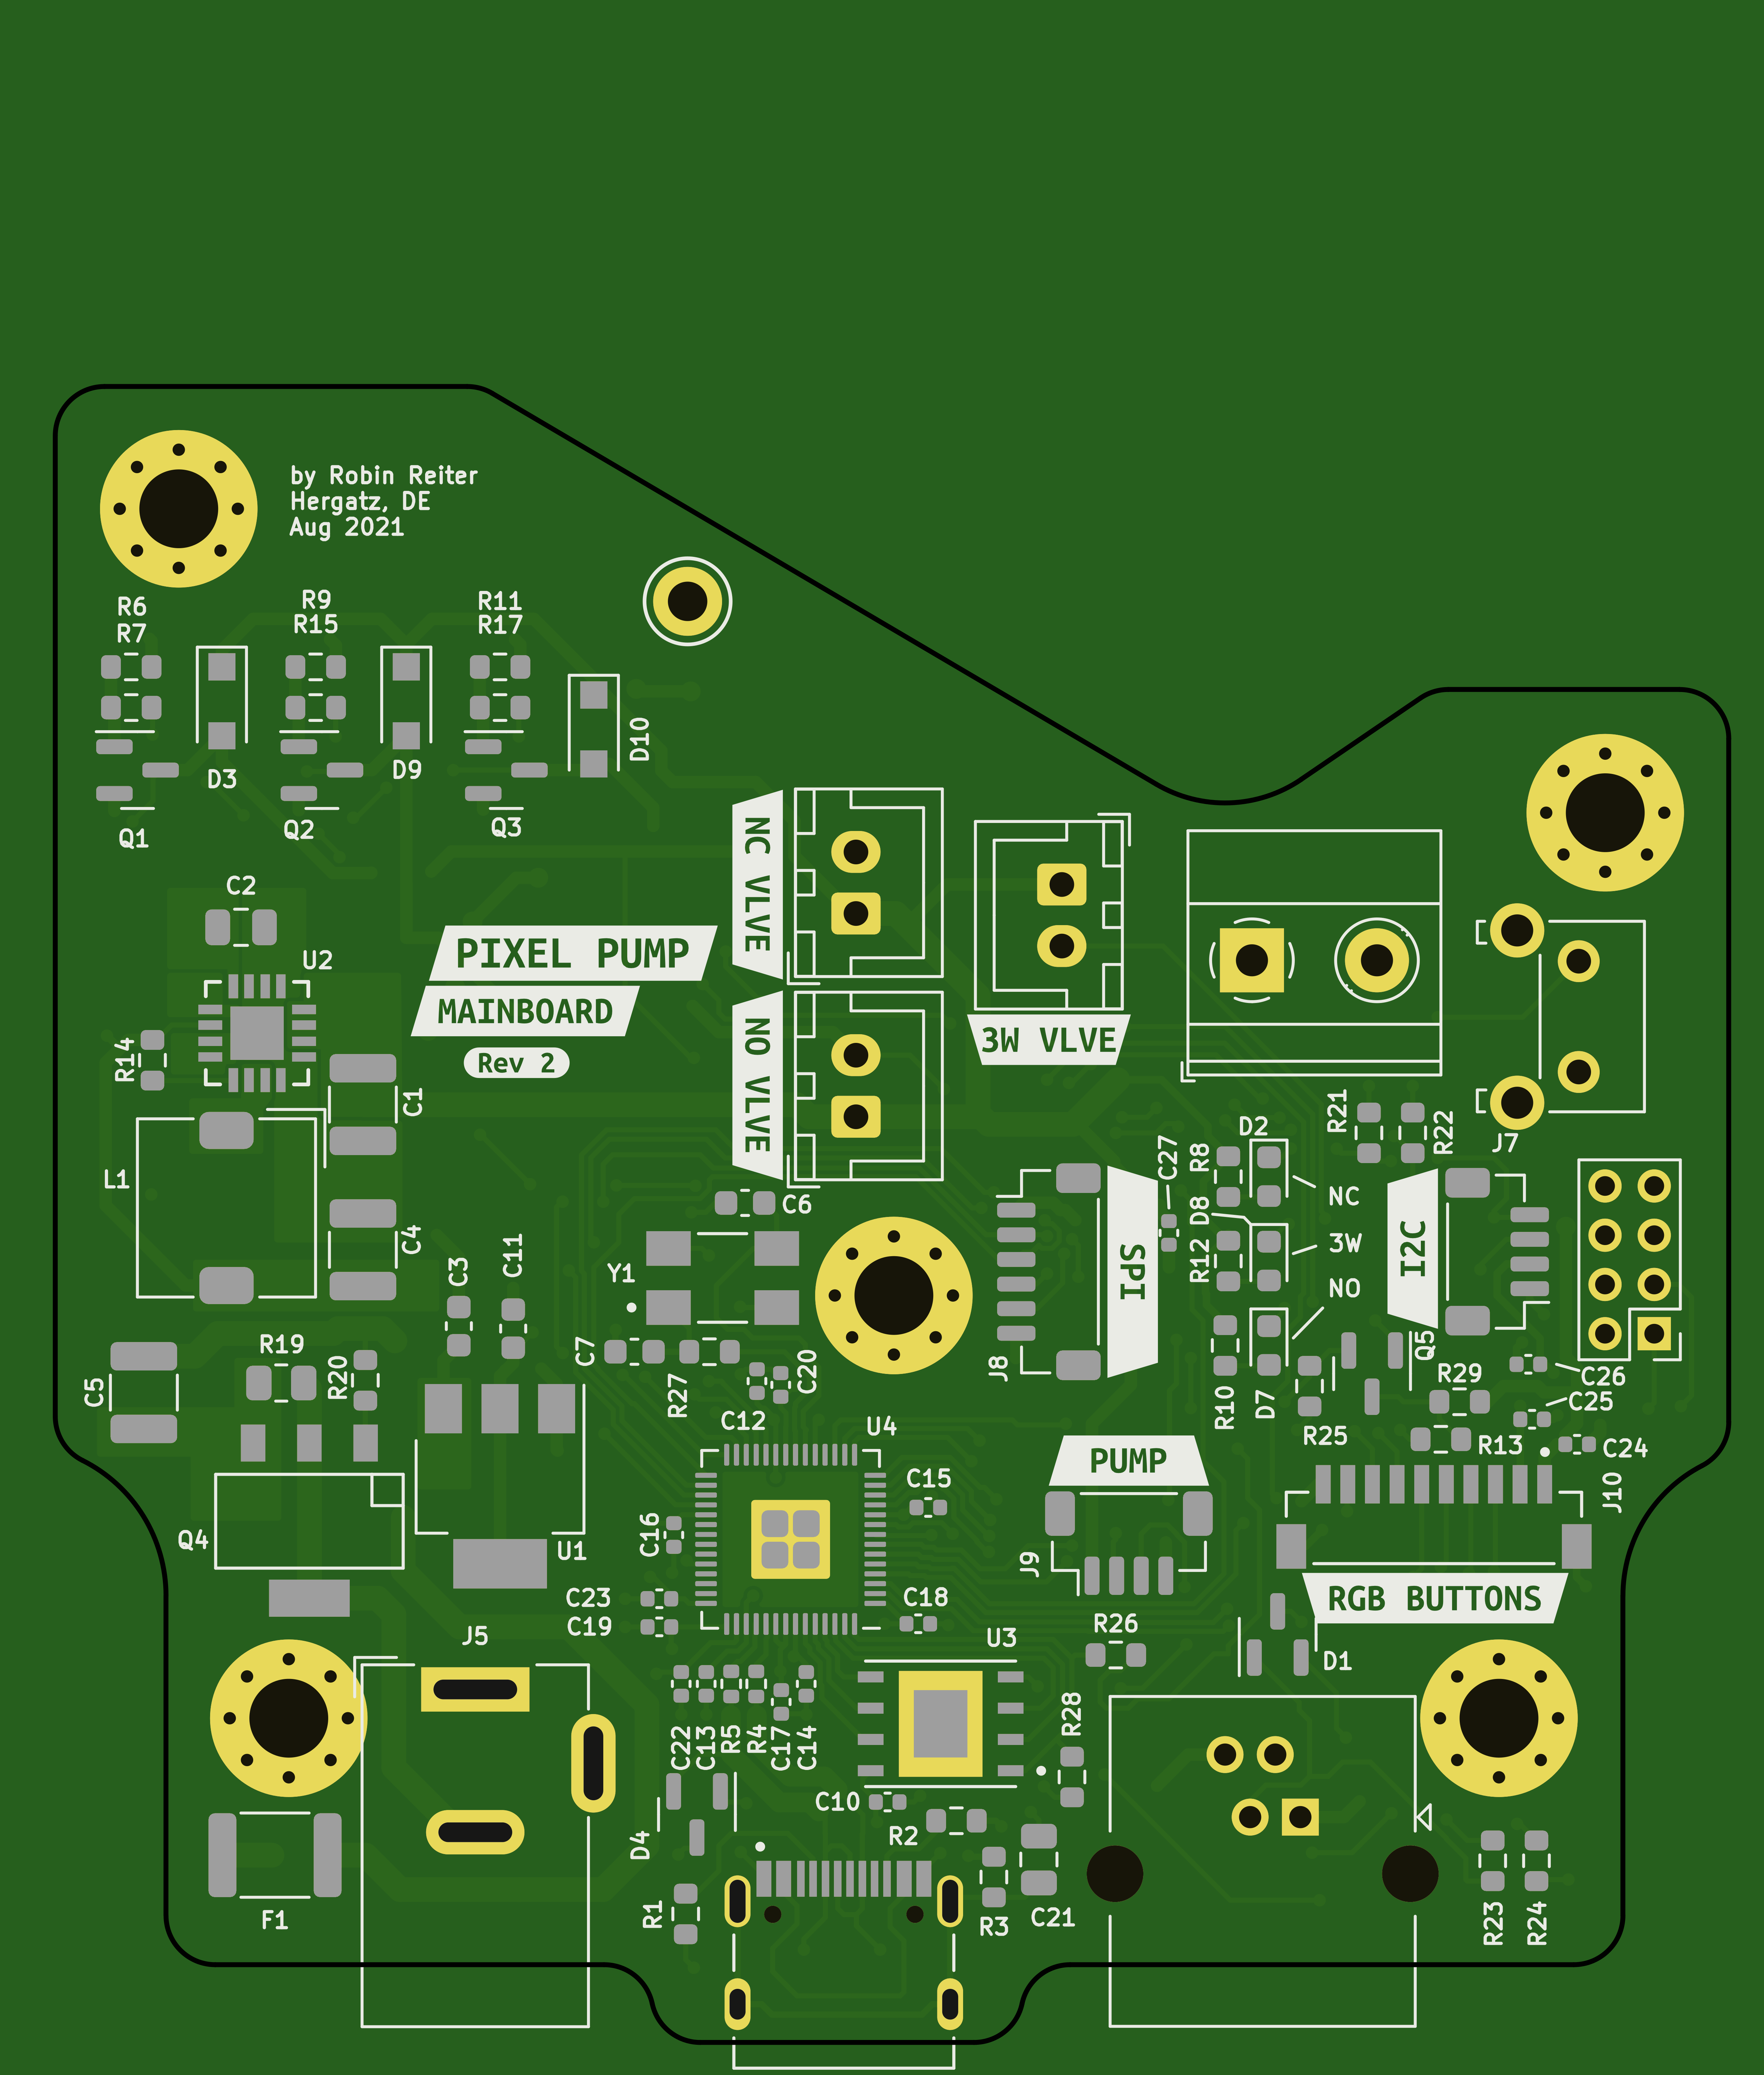 by Robin Reiter
Hergatz, DE
Aug 2021
R6
R7
R9
R15
R11
R17
D3
D9
D10
Q1
Q2
Q3
NC VLVE
C2
U2
PIXEL PUMP
MAINBOARD
Rev 2
NO VLVE
3W VLVE
R14
C1
L1
C4
C3
C11
C6
Y1
C7
R27
C20
C12
J8
SPI
C27
R8
D2
D8
R12
NC
3W
NO
R21
R22
J7
I2C
Q5
R10
D7
R25
R29
R13
C26
C25
C24
J10
C5
R19
R20
Q4
U1
U4
C15
C16
C23
C19
C18
PUMP
J9
RGB BUTTONS
R26
D1
J5
U3
C22
C13
R5
R4
C17
C14
R28
C10
R2
D4
R1
R3
C21
F1
R23
R24